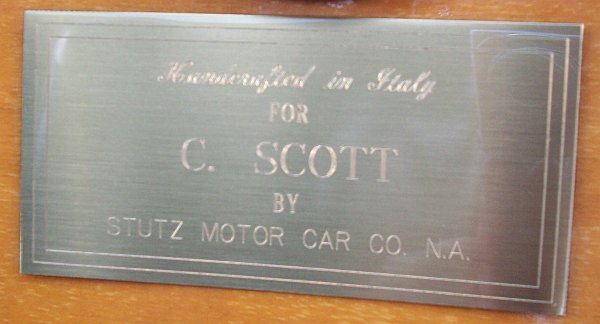 Handcrafted in Italy
FOR
C. SCOTT
BY
STUTZ MOTOR CAR CO. N.A.